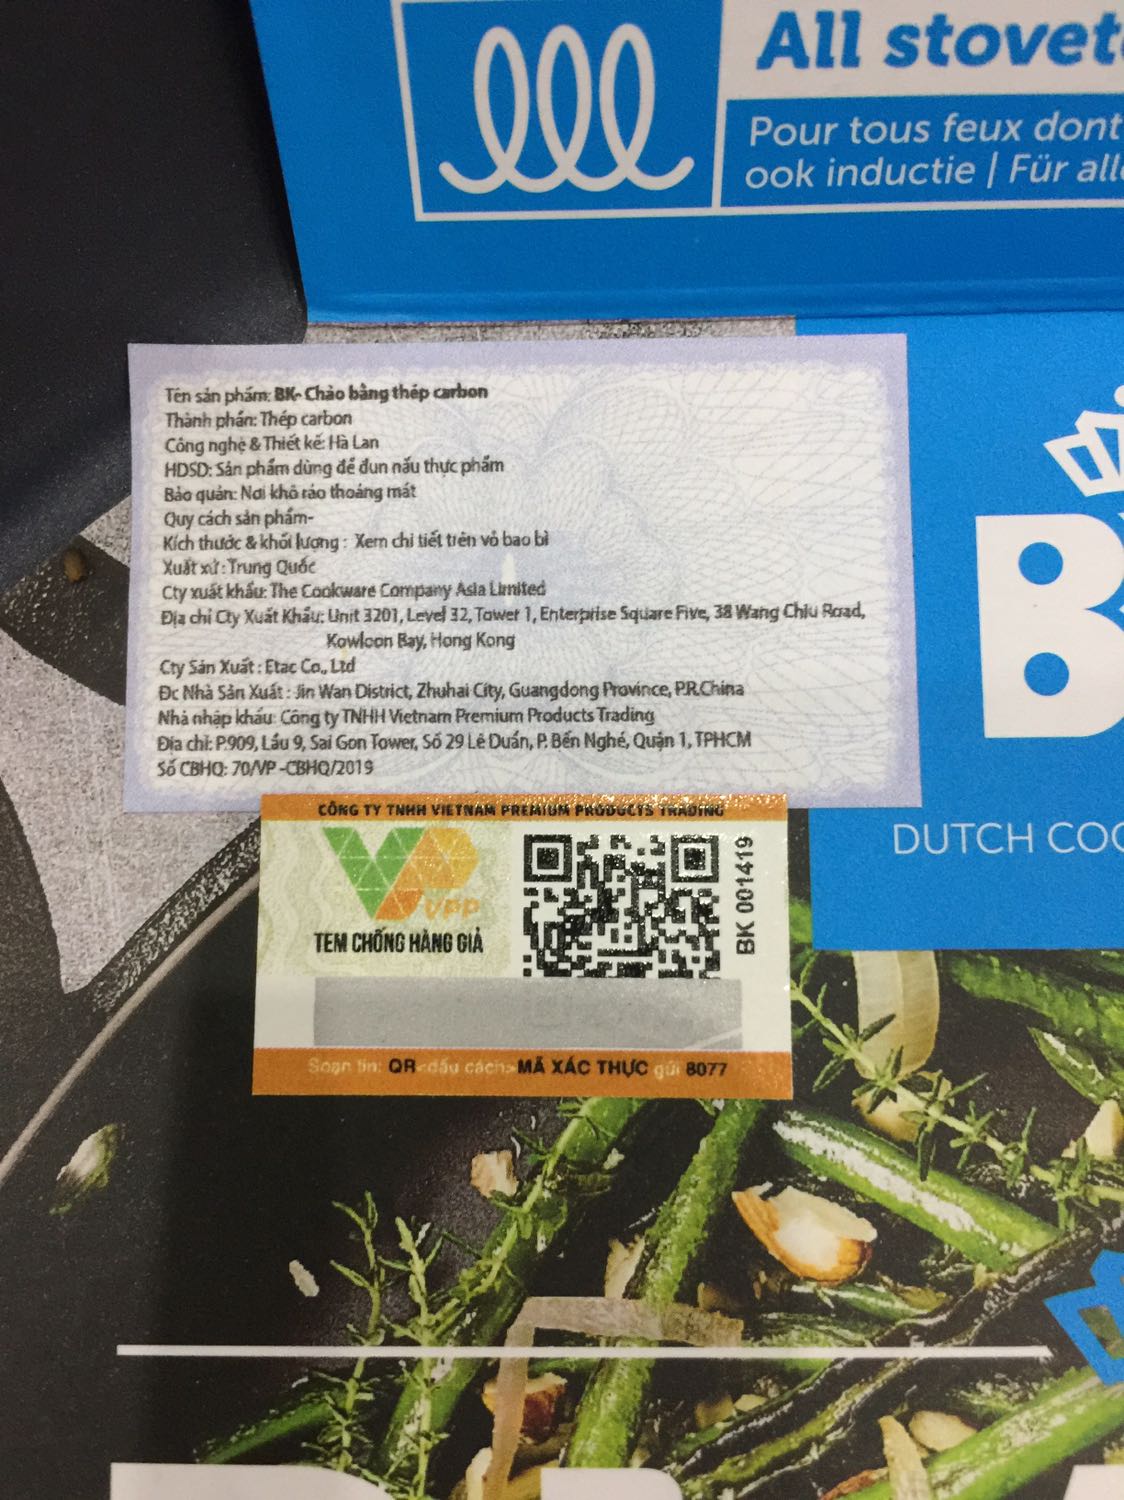 All stovet
Pour tous feux dont
ook inductie | Für all
Tên sản phẩm: BK- Chảo bằng thép carbon
Thành phần: Thép carbon
Công nghệ & Thiết kế: Hà Lan
HDSD: Sản phẩm dùng để đun nấu thực phẩm
Bảo quản: Nơi khô ráo thoáng mát
Quy cách sản phẩm-
Kích thước & khối lượng : Xem chi tiết trên vỏ bao bì
Xuất xứ : Trung Quốc
Cty xuất khẩu: The Cookware Company Asia Limited
Địa chỉ Cty Xuất Khẩu: Unit 3201, Level 32, Tower 1, Enterprise Square Five, 38 Wang Chiu Road,
Kowloon Bay, Hong Kong
Cty Sản Xuất : Etac Co., Ltd
Đc Nhà Sản Xuất : Jin Wan District, Zhuhai City, Guangdong Province, P.R.China
Nhà nhập khẩu: Công ty TNHH Vietnam Premium Products Trading
Địa chỉ: P.909, Lầu 9, Sai Gon Tower, Số 29 Lê Duẩn, P. Bến Nghé, Quận 1, TPHCM
Số CBHQ: 70/VP -CBHQ/2019
B
DUTCH COO
CÔNG TY TNHH VIETNAM PREMIUM PRODUCTS TRADING
VPP
TEM CHỐNG HÀNG GIẢ
BK 001419
Soạn tin: QR<dấu cách>MÃ XÁC THỰC gửi 8077